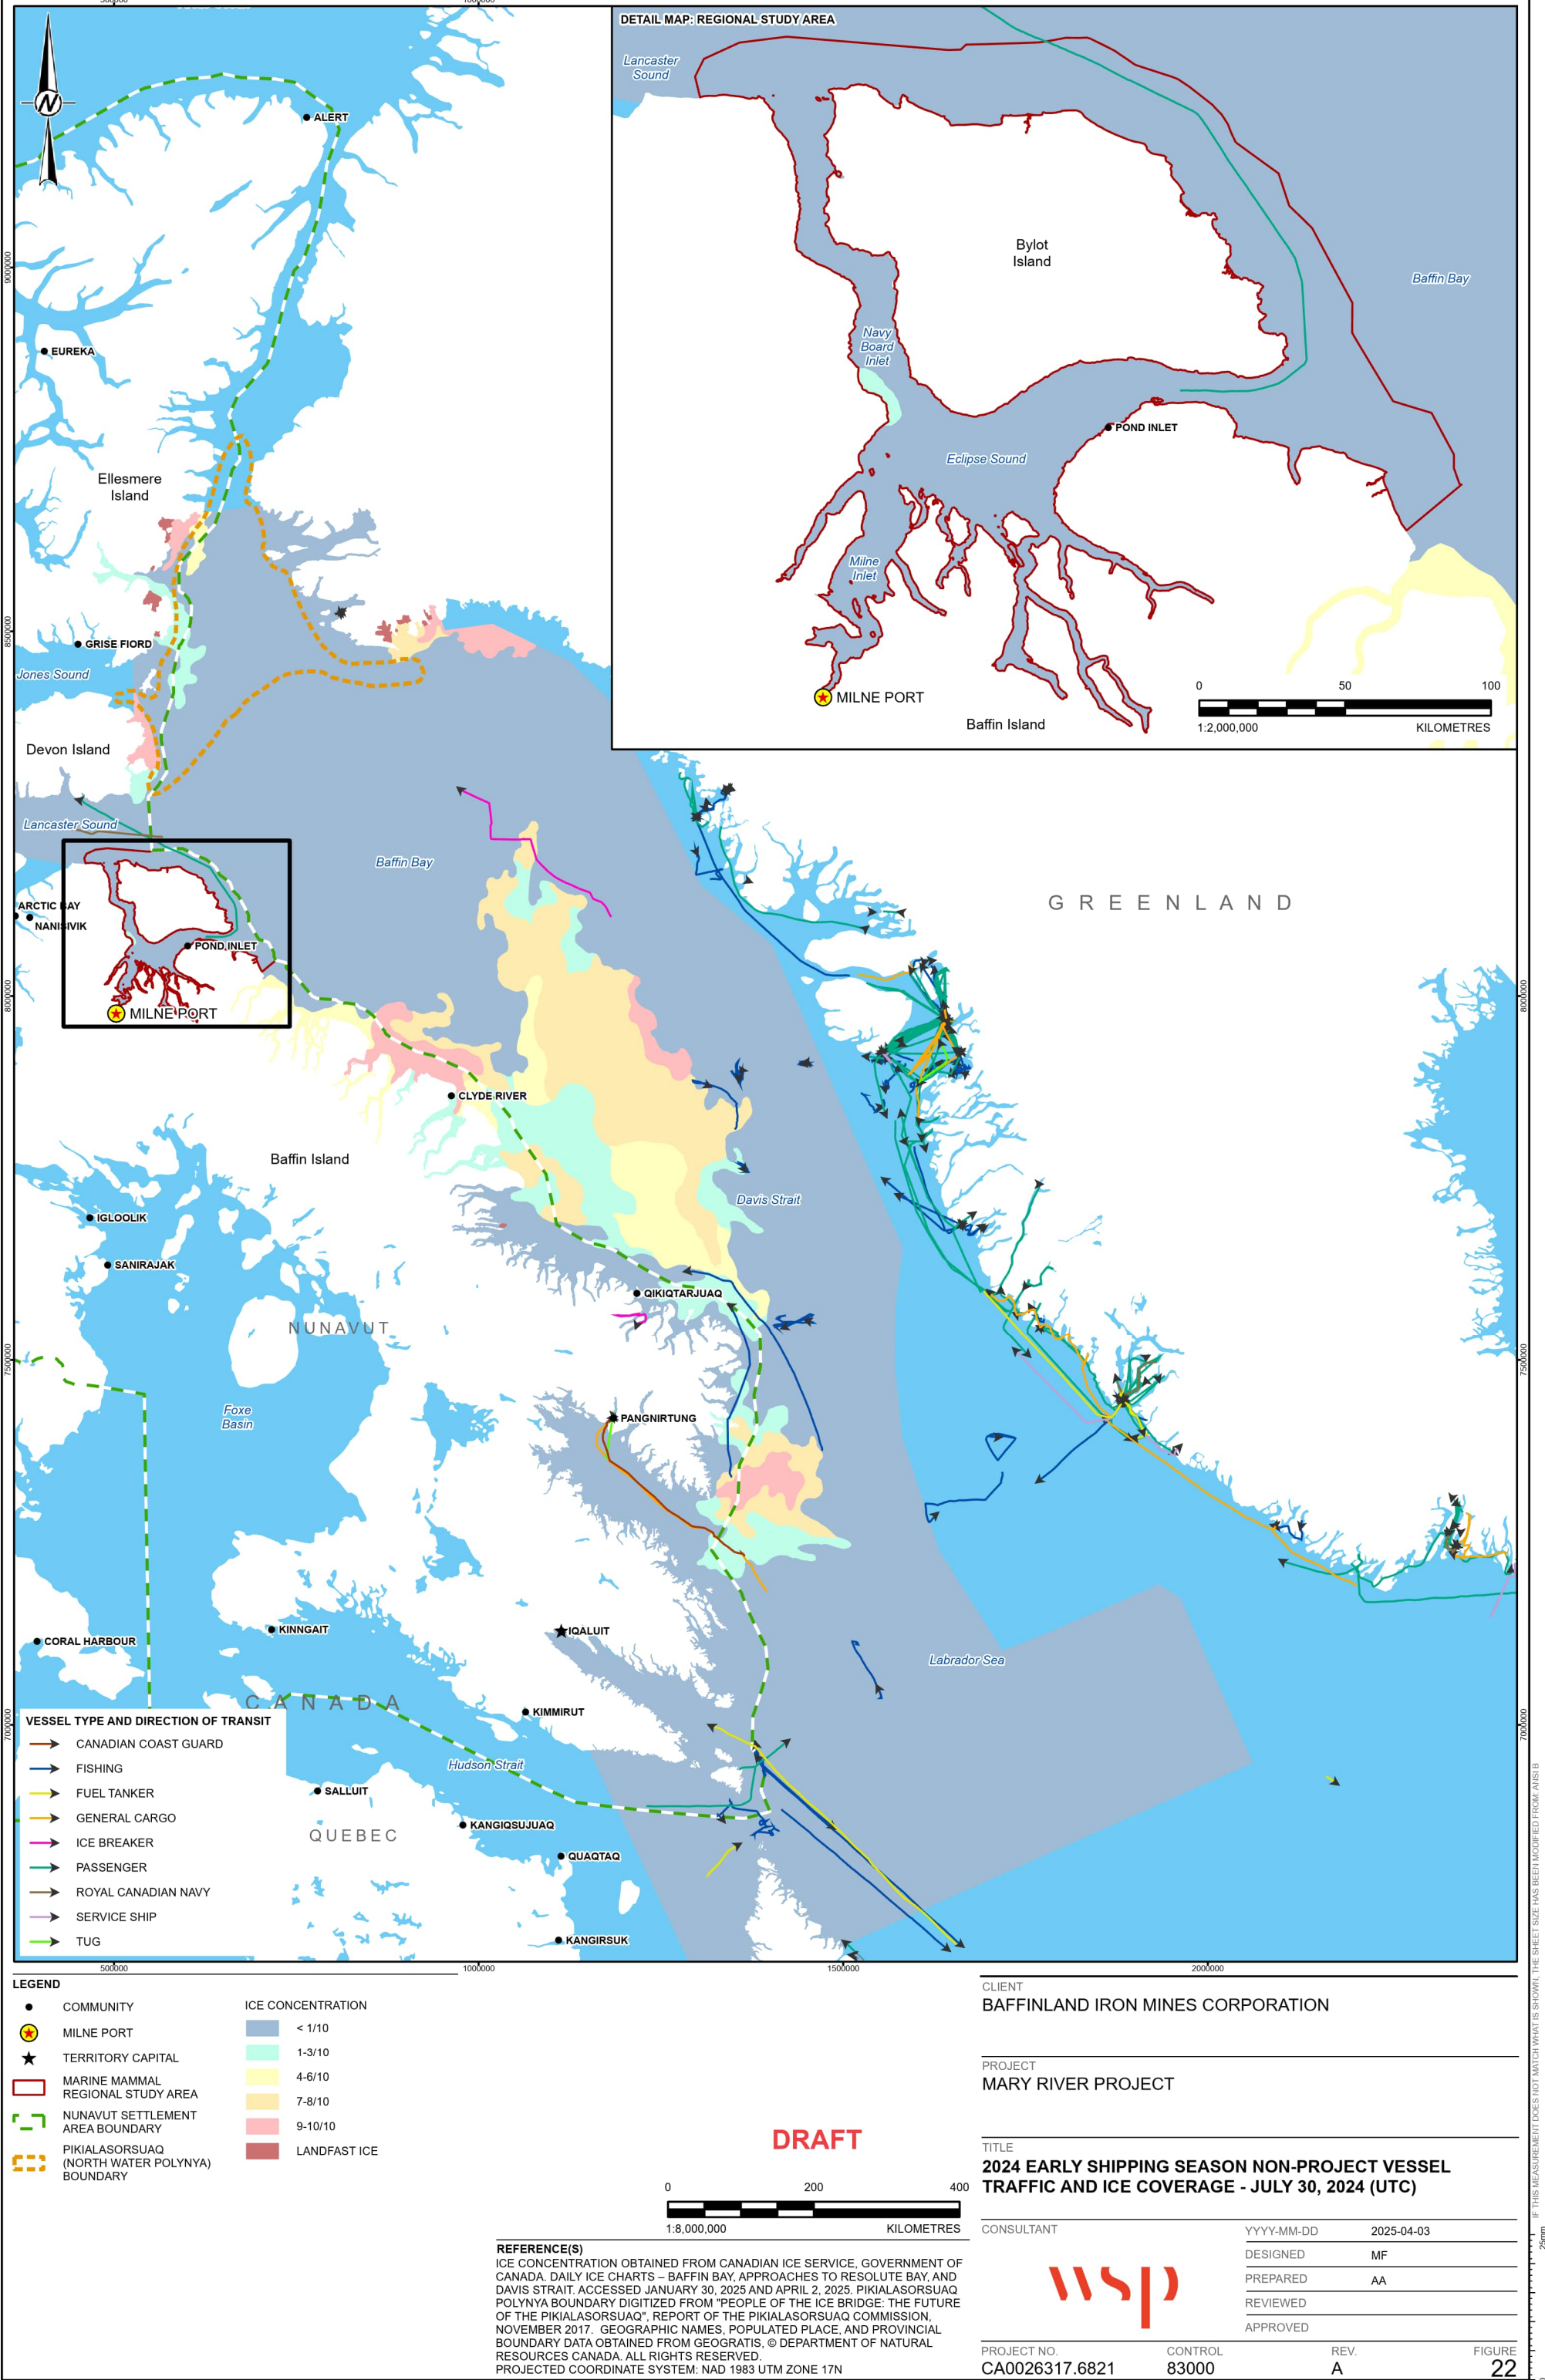 500000
1000000
N
ALERT
9000000
EUREKA
Ellesmere
Island
8500000
GRISE FIORD
Jones Sound
Devon Island
Lancaster Sound
Baffin Bay
ARCTIC BAY
NANISIVIK
POND INLET
MILNE PORT
8000000
DETAIL MAP: REGIONAL STUDY AREA
Lancaster
Sound
Bylot
Island
Baffin Bay
Navy
Board
Inlet
POND INLET
Eclipse Sound
Milne
Inlet
MILNE PORT
Baffin Island
0 50 100
1:2,000,000 KILOMETRES
GREENLAND
8000000
CLYDE RIVER
Baffin Island
Davis Strait
IGLOOLIK
SANIRAJAK
QIKIQTARJUAQ
NUNAVUT
7500000
7500000
Foxe
Basin
PANGNIRTUNG
CORAL HARBOUR
KINNGAIT
IQALUIT
Labrador Sea
CANADA
KIMMIRUT
7000000
7000000
Hudson Strait
SALLUIT
QUEBEC
KANGIQSUJUAQ
QUAQTAQ
KANGIRSUK
VESSEL TYPE AND DIRECTION OF TRANSIT
CANADIAN COAST GUARD
FISHING
FUEL TANKER
GENERAL CARGO
ICE BREAKER
PASSENGER
ROYAL CANADIAN NAVY
SERVICE SHIP
TUG
500000 1000000 1500000 2000000
LEGEND
COMMUNITY
MILNE PORT
TERRITORY CAPITAL
MARINE MAMMAL
REGIONAL STUDY AREA
NUNAVUT SETTLEMENT
AREA BOUNDARY
PIKIALASORSUAQ
(NORTH WATER POLYNYA)
BOUNDARY
ICE CONCENTRATION
< 1/10
1-3/10
4-6/10
7-8/10
9-10/10
LANDFAST ICE
DRAFT
0 200 400
1:8,000,000 KILOMETRES
REFERENCE(S)
ICE CONCENTRATION OBTAINED FROM CANADIAN ICE SERVICE, GOVERNMENT OF
CANADA. DAILY ICE CHARTS – BAFFIN BAY, APPROACHES TO RESOLUTE BAY, AND
DAVIS STRAIT. ACCESSED JANUARY 30, 2025 AND APRIL 2, 2025. PIKIALASORSUAQ
POLYNYA BOUNDARY DIGITIZED FROM "PEOPLE OF THE ICE BRIDGE: THE FUTURE
OF THE PIKIALASORSUAQ", REPORT OF THE PIKIALASORSUAQ COMMISSION,
NOVEMBER 2017. GEOGRAPHIC NAMES, POPULATED PLACE, AND PROVINCIAL
BOUNDARY DATA OBTAINED FROM GEOGRATIS, © DEPARTMENT OF NATURAL
RESOURCES CANADA. ALL RIGHTS RESERVED.
PROJECTED COORDINATE SYSTEM: NAD 1983 UTM ZONE 17N
CLIENT
BAFFINLAND IRON MINES CORPORATION
PROJECT
MARY RIVER PROJECT
TITLE
2024 EARLY SHIPPING SEASON NON-PROJECT VESSEL
TRAFFIC AND ICE COVERAGE - JULY 30, 2024 (UTC)
CONSULTANT
wsp
YYYY-MM-DD 2025-04-03
DESIGNED MF
PREPARED AA
REVIEWED
APPROVED
PROJECT NO. CONTROL REV. FIGURE
CA0026317.6821 83000 A 22
IF THIS MEASUREMENT DOES NOT MATCH WHAT IS SHOWN, THE SHEET SIZE HAS BEEN MODIFIED FROM: ANSI B
25mm